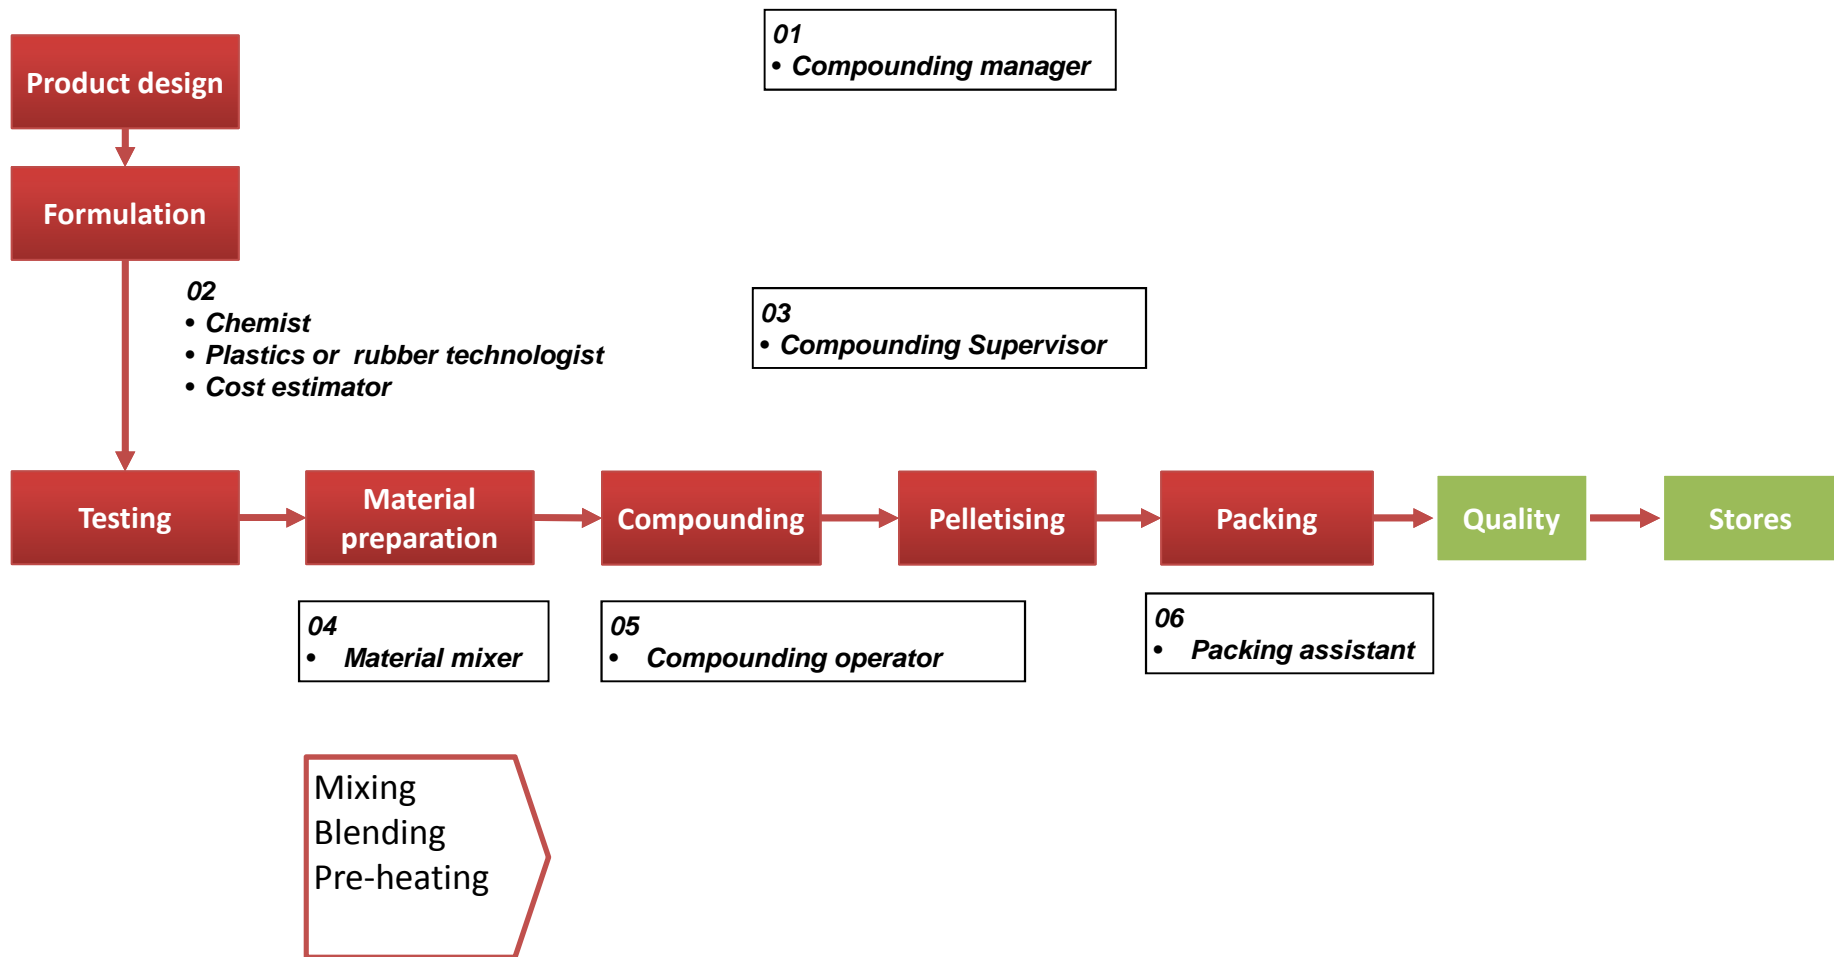 01
• Compounding manager
Product design
Formulation
02
• Chemist
• Plastics or  rubber technologist
• Cost estimator
03
• Compounding Supervisor
Testing
Material
preparation
Compounding
Pelletising
Packing
Quality
Stores
04
• Material mixer
05
• Compounding operator
06
• Packing assistant
Mixing
Blending
Pre-heating